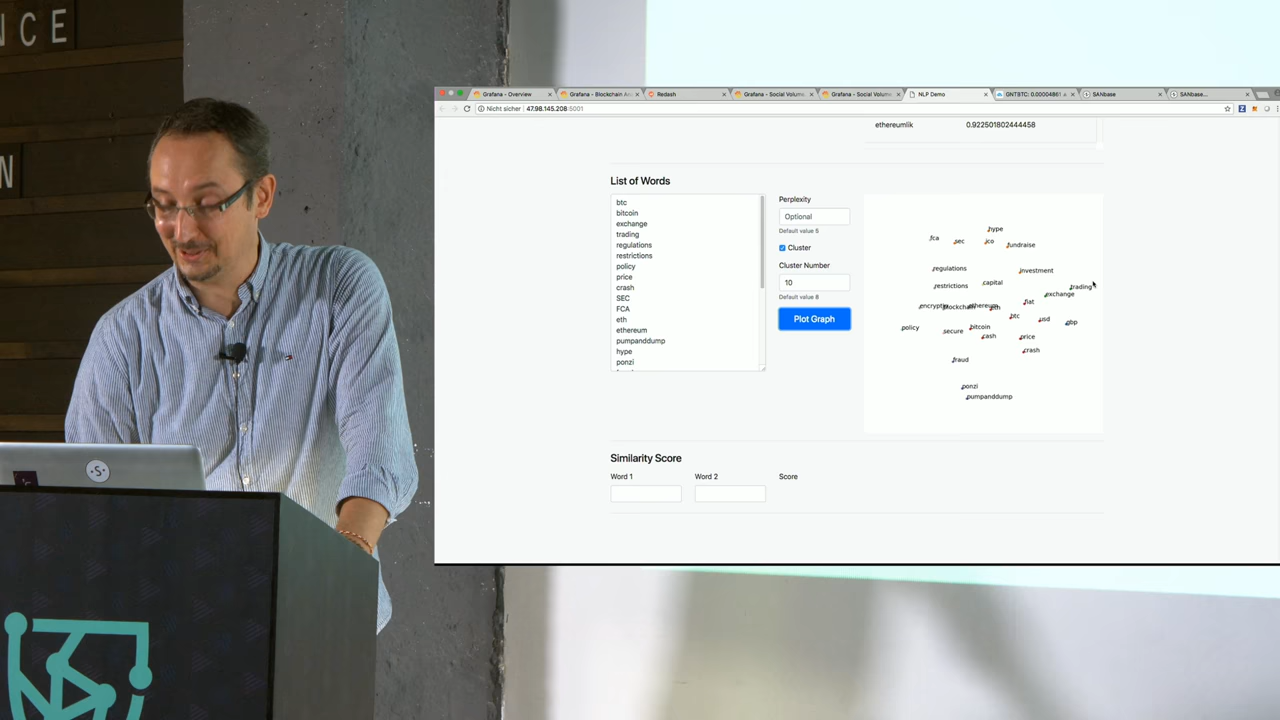 NCE
N
Grafana - Overview
Grafana - Blockchain An
Redash
Grafana - Social Volum
Grafana - Social Volum
NLP Demo
GNTBTC: 0.00004861
SANbase
SANbase...
Nicht sicher 47.98.145.208:5001
ethereumlik 0.922501802444458
List of Words
btc
bitcoin
exchange
trading
regulations
restrictions
policy
price
crash
SEC
FCA
eth
ethereum
pumpanddump
hype
ponzi
Perplexity
Optional
Default value 5
Cluster
Cluster Number
10
Default value 8
Plot Graph
hype
fca
sec
ico
fundraise
regulations
investment
restrictions
capital
trading
exchange
fiat
encryptio
blockchain
ethereum
eth
btc
usd
gbp
policy
secure
bitcoin
cash
price
crash
fraud
ponzi
pumpanddump
Similarity Score
Word 1
Word 2
Score
-S-